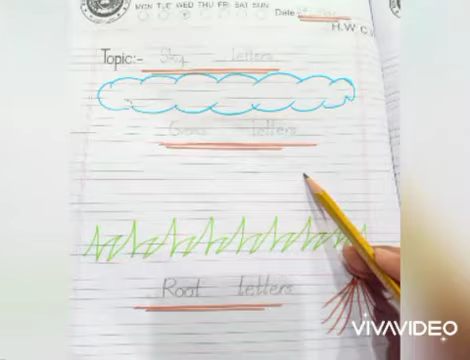 MON TUE WED THU FRI SAT SUN
Date
H.W C.
Topic:- Sky letters
Grass letters
Root letters
VIVAVIDEO